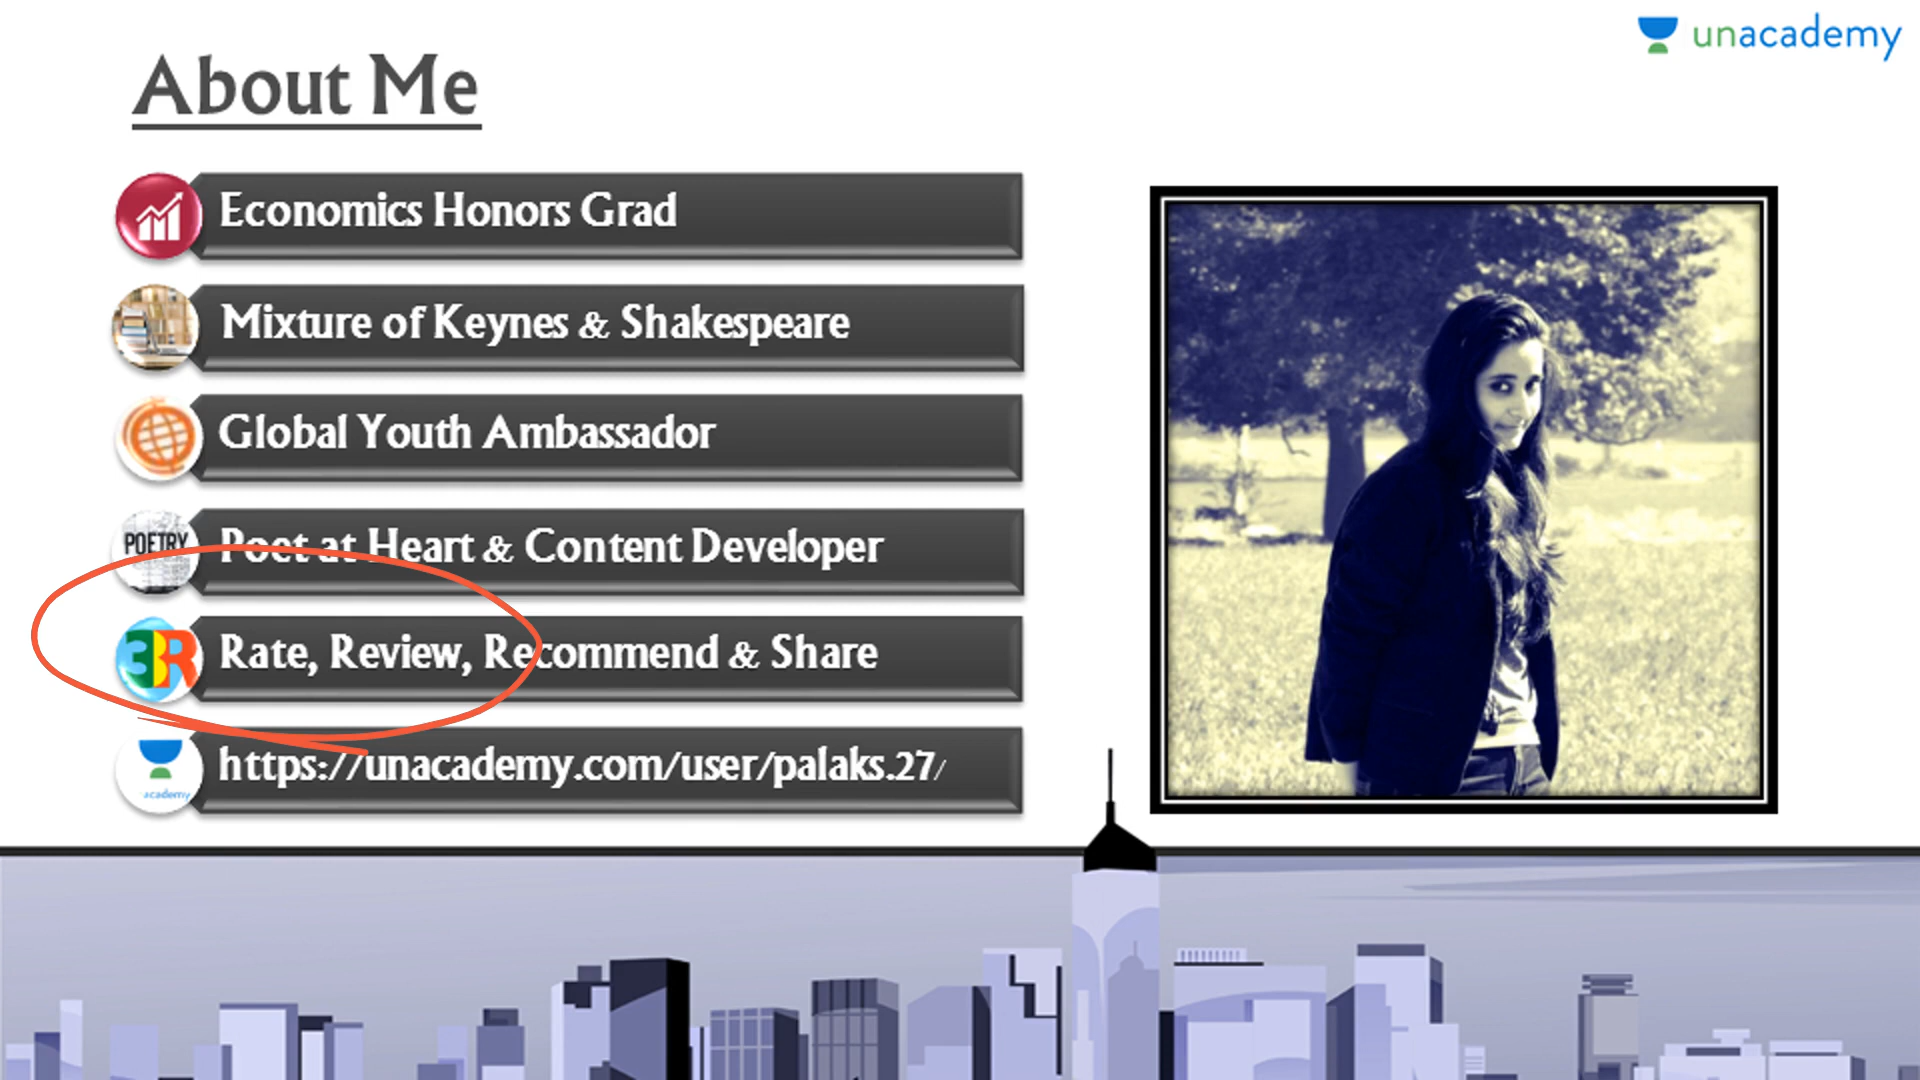 unacademy
About Me
Economics Honors Grad
Mixture of Keynes & Shakespeare
Global Youth Ambassador
POETRY
Poet at Heart & Content Developer
3R
Rate, Review, Recommend & Share
academy
https://unacademy.com/user/palaks.27/